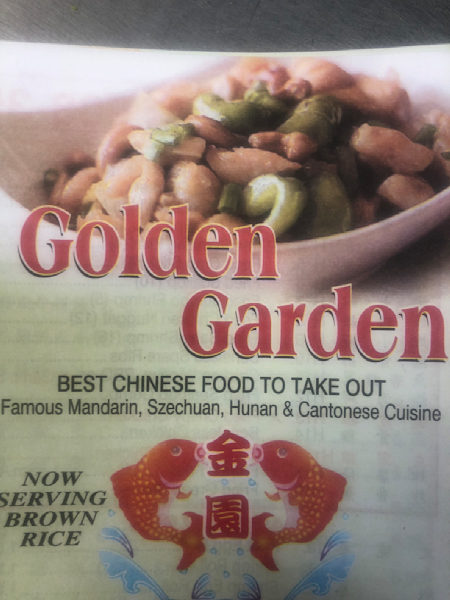 Golden
Garden
BEST CHINESE FOOD TO TAKE OUT
Famous Mandarin, Szechuan, Hunan & Cantonese Cuisine
金
園
NOW
SERVING
BROWN
RICE